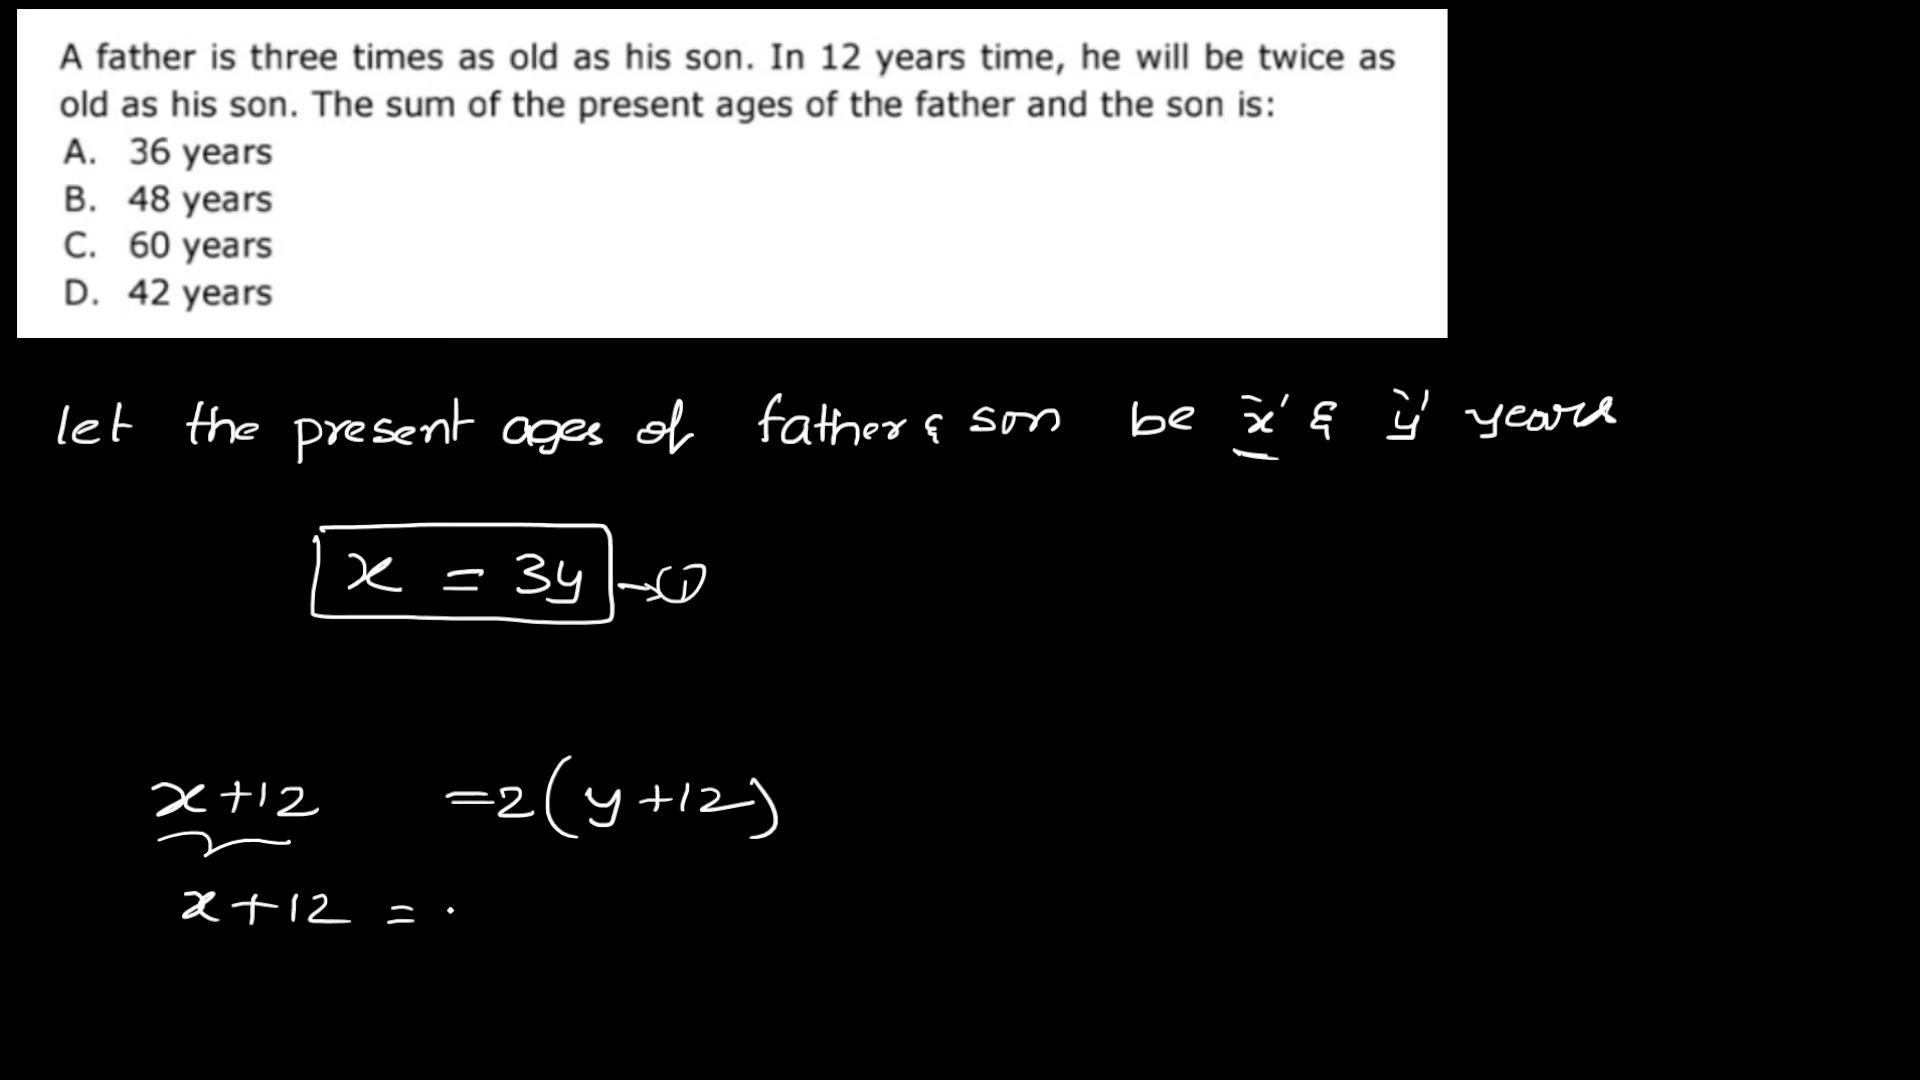 A father is three times as old as his son. In 12 years time, he will be twice as
old as his son. The sum of the present ages of the father and the son is:
A. 36 years
B. 48 years
C. 60 years
D. 42 years
let the present ages of father & son be 'x' & 'y' years
x = 3y →①
x+12 =2(y+12)
x+12 =